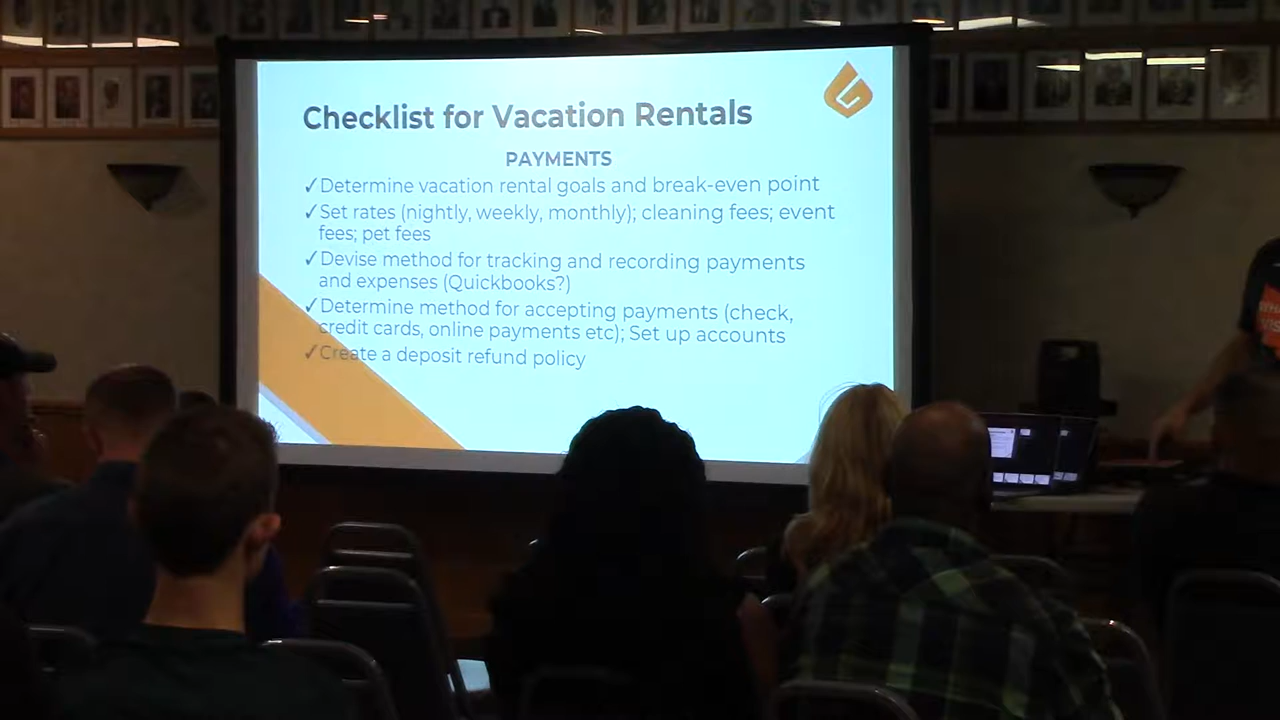 Checklist for Vacation Rentals
PAYMENTS
✓Determine vacation rental goals and break-even point
✓Set rates (nightly, weekly, monthly); cleaning fees; event
fees; pet fees
✓Devise method for tracking and recording payments
and expenses (Quickbooks?)
✓Determine method for accepting payments (check,
credit cards, online payments etc); Set up accounts
✓Create a deposit refund policy